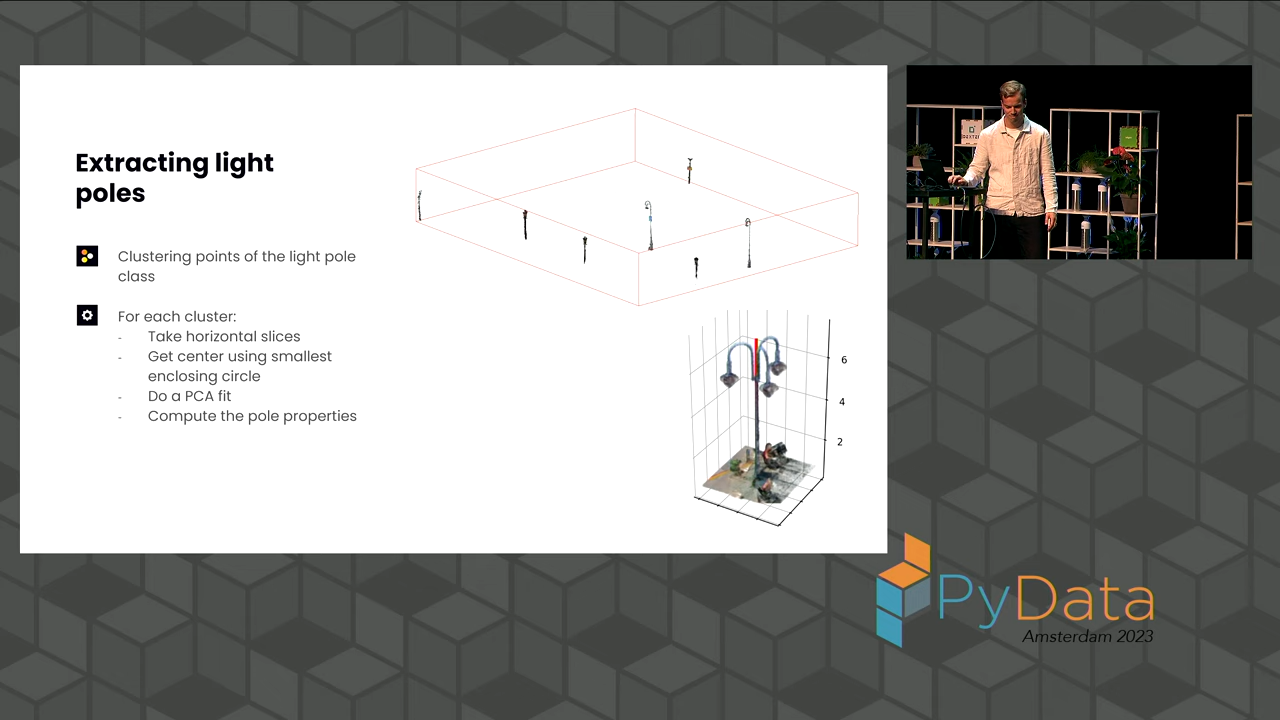 Extracting light
poles
Clustering points of the light pole
class
For each cluster:
- Take horizontal slices
- Get center using smallest
enclosing circle
- Do a PCA fit
- Compute the pole properties
6
4
2
PyData
Amsterdam 2023